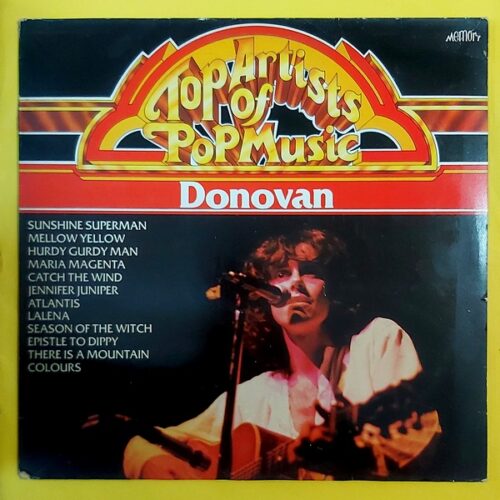 memory
Top Artists
of
Pop Music
Donovan
SUNSHINE SUPERMAN
MELLOW YELLOW
HURDY GURDY MAN
MARIA MAGENTA
CATCH THE WIND
JENNIFER JUNIPER
ATLANTIS
LALENA
SEASON OF THE WITCH
EPISTLE TO DIPPY
THERE IS A MOUNTAIN
COLOURS